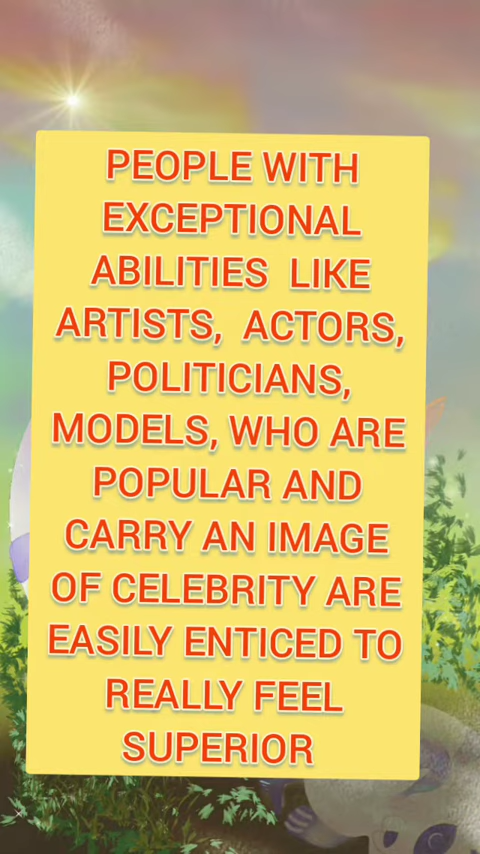 PEOPLE WITH
EXCEPTIONAL
ABILITIES LIKE
ARTISTS, ACTORS,
POLITICIANS,
MODELS, WHO ARE
POPULAR AND
CARRY AN IMAGE
OF CELEBRITY ARE
EASILY ENTICED TO
REALLY FEEL
SUPERIOR